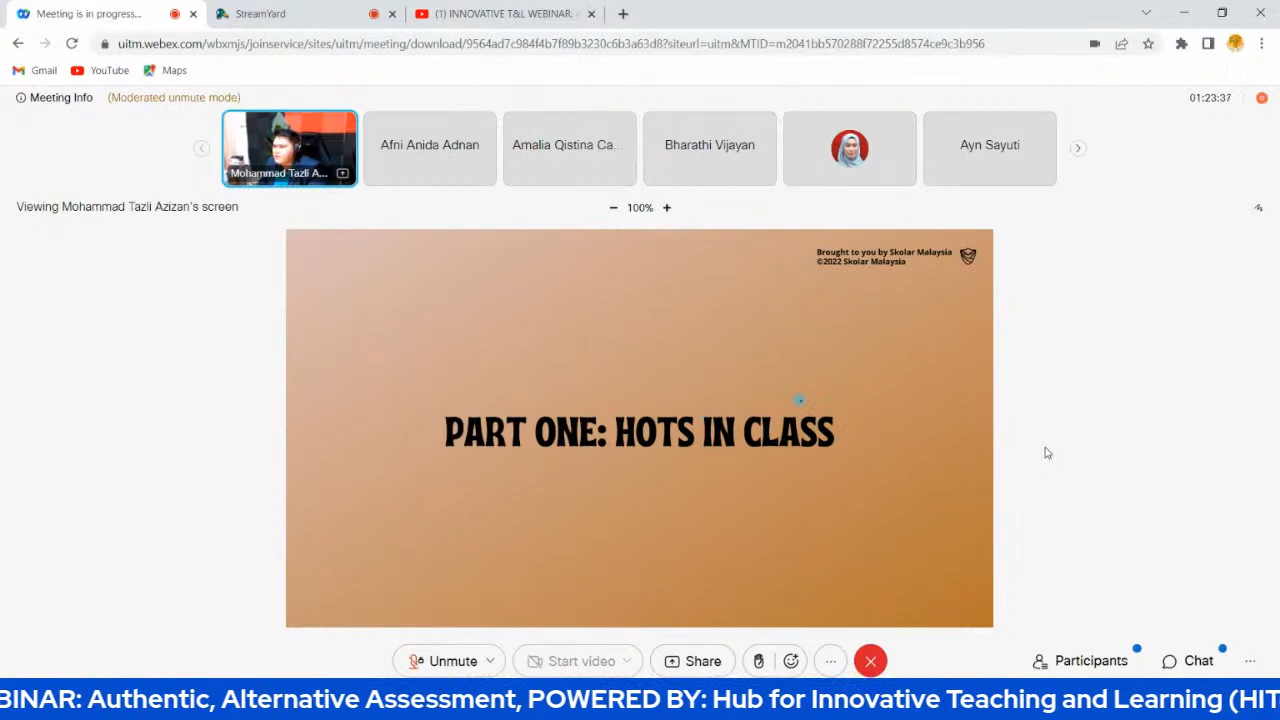 Meeting is in progress...
StreamYard
(1) INNOVATIVE T&L WEBINAR:
uitm.webex.com/wbxmjs/joinservice/sites/uitm/meeting/download/9564ad7c984f4b7f89b3230c6b3a63d8?siteurl=uitm&MTID=m2041bb570288f72255d8574ce9c3b956
Gmail
YouTube
Maps
Meeting Info
(Moderated unmute mode)
01:23:37
Mohammad Tazli A...
Afni Anida Adnan
Amalia Qistina Ca...
Bharathi Vijayan
Ayn Sayuti
Viewing Mohammad Tazli Azizan's screen
100%
Brought to you by Skolar Malaysia
©2022 Skolar Malaysia
PART ONE: HOTS IN CLASS
Unmute
Start video
Share
Participants
Chat
BINAR: Authentic, Alternative Assessment, POWERED BY: Hub for Innovative Teaching and Learning (HIT